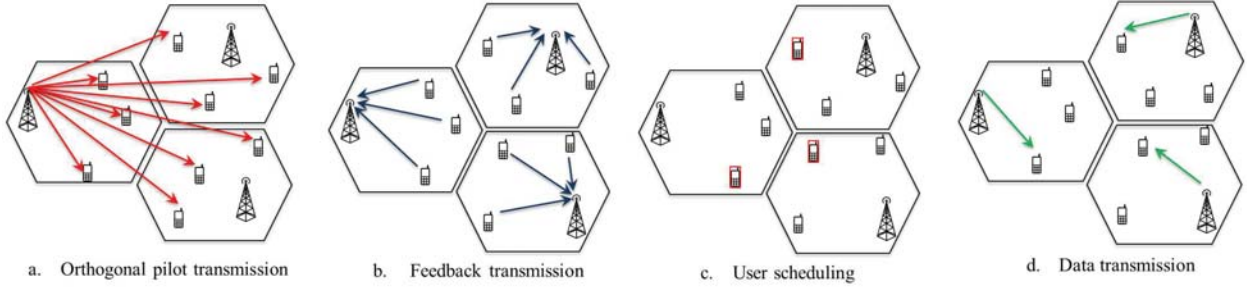 a. Orthogonal pilot transmission
b. Feedback transmission
c. User scheduling
d. Data transmission